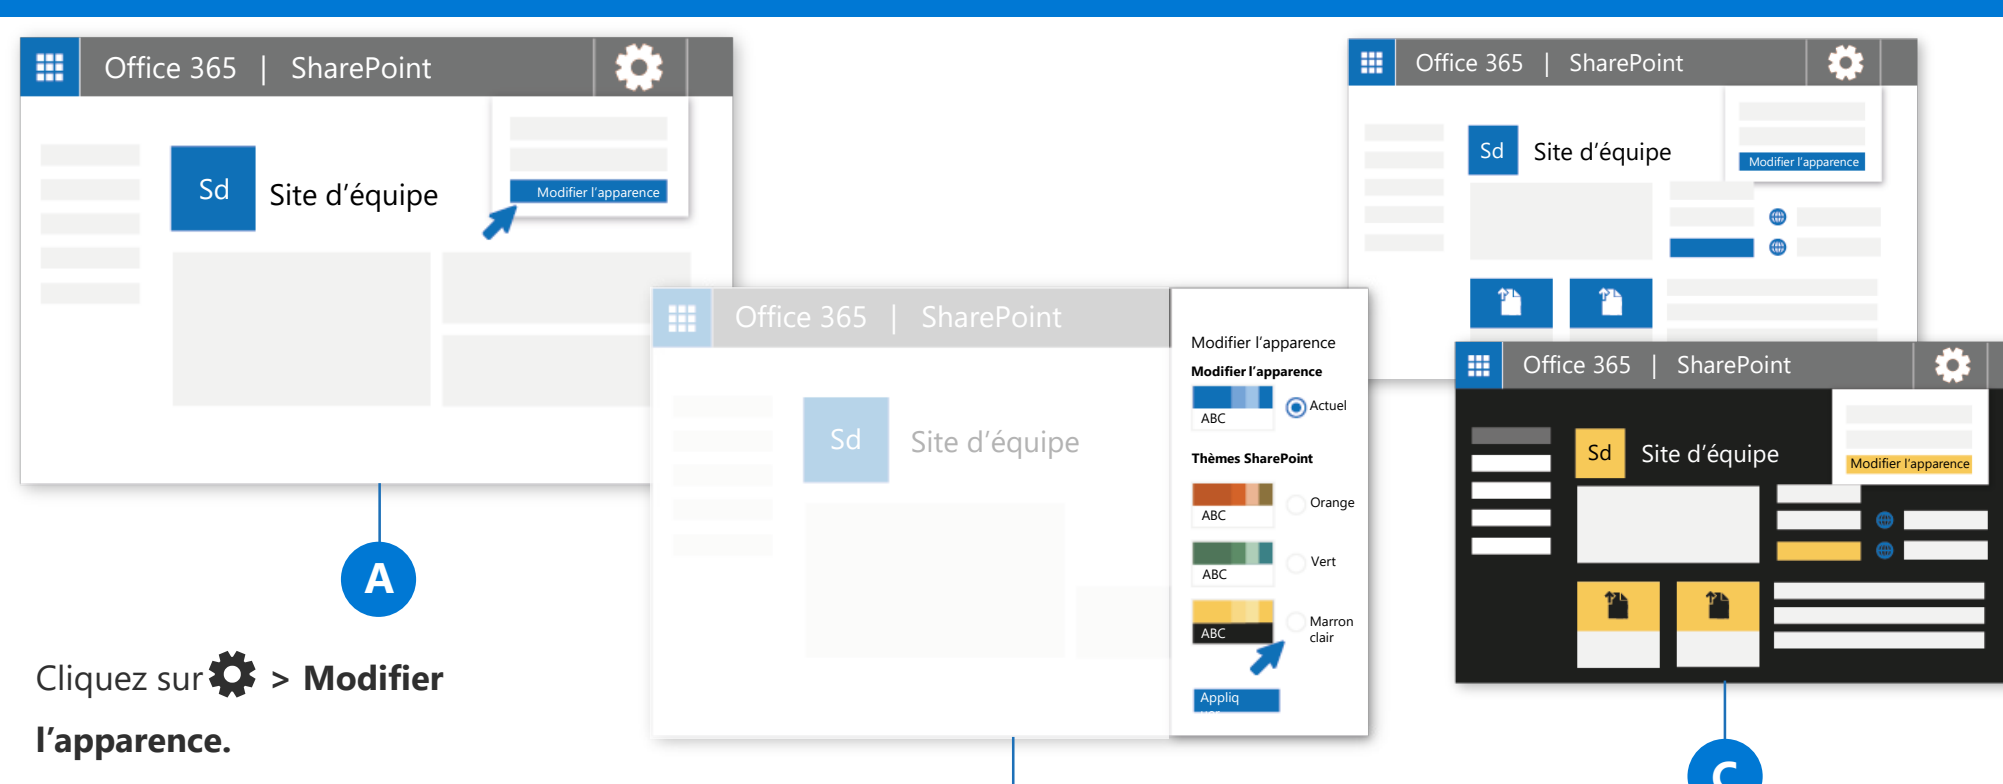 Office 365 | SharePoint
Sd
Site d'équipe
Modifier l'apparence
A
Cliquez sur > Modifier
l'apparence.
Office 365 | SharePoint
Sd
Site d'équipe
Modifier l'apparence
Modifier l'apparence
ABC
Actuel
Thèmes SharePoint
ABC
Orange
ABC
Vert
ABC
Marron
clair
Appliq
Office 365 | SharePoint
Sd
Site d'équipe
Modifier l'apparence
Office 365 | SharePoint
Sd
Site d'équipe
Modifier l'apparence
C